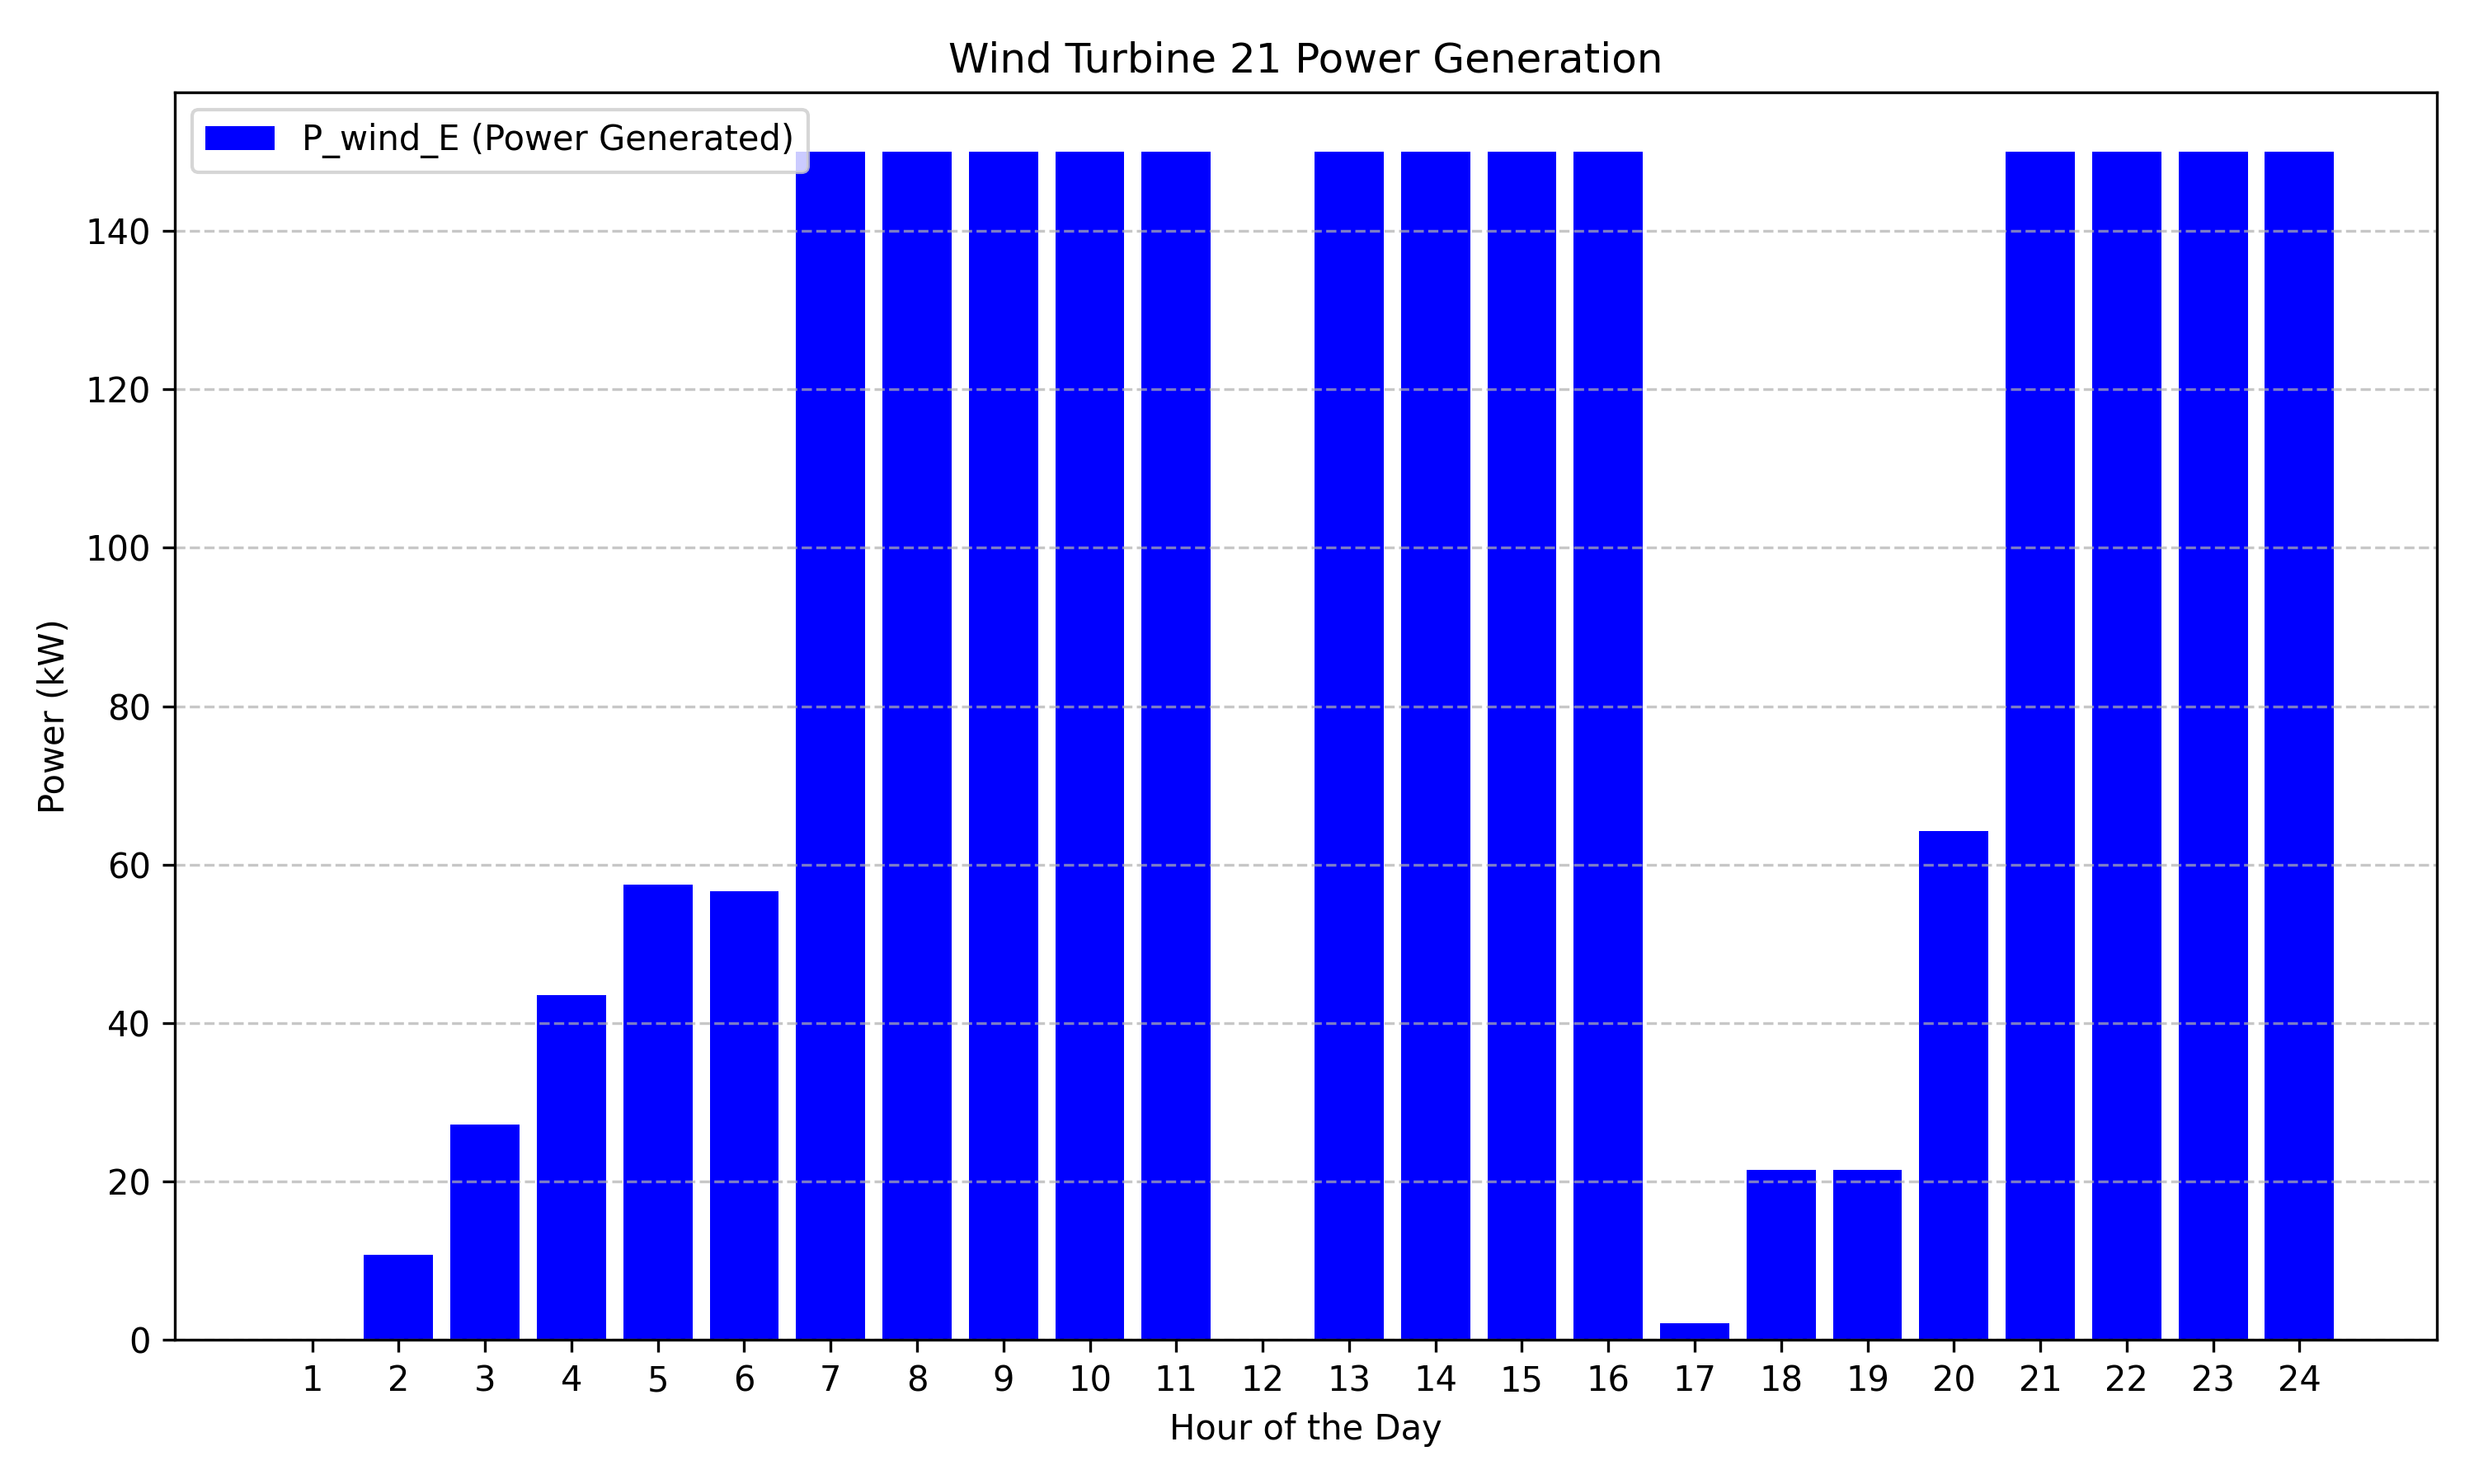 Wind Turbine 21 Power Generation
P_wind_E (Power Generated)
140
120
100
80
60
40
20
0
Power (kW)
1 2 3 4 5 6 7 8 9 10 11 12 13 14 15 16 17 18 19 20 21 22 23 24
Hour of the Day